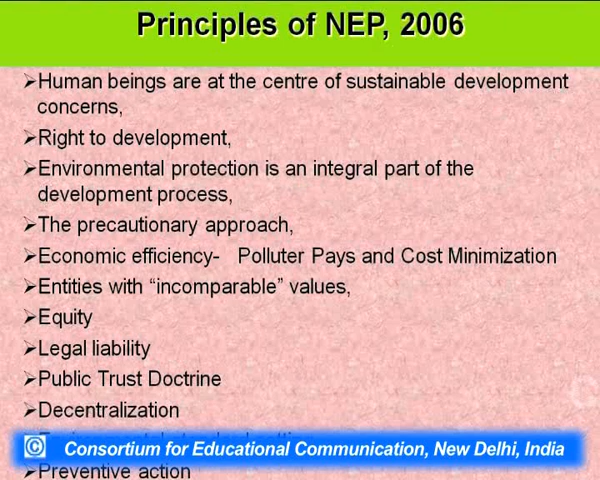 Principles of NEP, 2006
➢Human beings are at the centre of sustainable development
concerns,
➢Right to development,
➢Environmental protection is an integral part of the
development process,
➢The precautionary approach,
➢Economic efficiency- Polluter Pays and Cost Minimization
➢Entities with “incomparable” values,
➢Equity
➢Legal liability
➢Public Trust Doctrine
➢Decentralization
© Consortium for Educational Communication, New Delhi, India
➢Preventive action